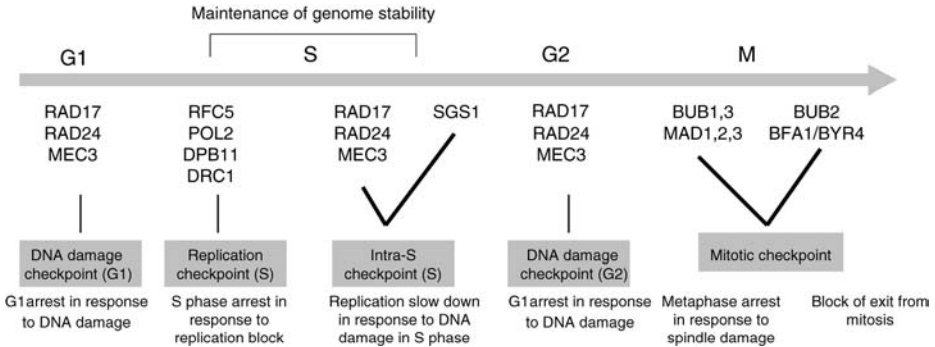 Maintenance of genome stability
G1
S
G2
M
RAD17
RAD24
MEC3
RFC5
POL2
DPB11
DRC1
RAD17
RAD24
MEC3
SGS1
RAD17
RAD24
MEC3
BUB1,3
MAD1,2,3
BUB2
BFA1/BYR4
DNA damage
checkpoint (G1)
Replication
checkpoint (S)
Intra-S
checkpoint (S)
DNA damage
checkpoint (G2)
Mitotic checkpoint
G1arrest in response
to DNA damage
S phase arrest in
response to
replication block
Replication slow down
in response to DNA
damage in S phase
G1arrest in response
to DNA damage
Metaphase arrest
in response to
spindle damage
Block of exit from
mitosis